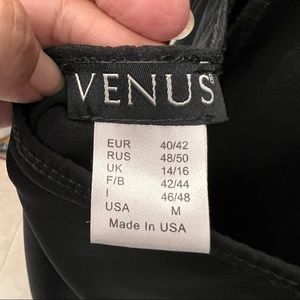 VENUS®
EUR 40/42
RUS 48/50
UK 14/16
F/B 42/44
I 46/48
USA M
Made In USA